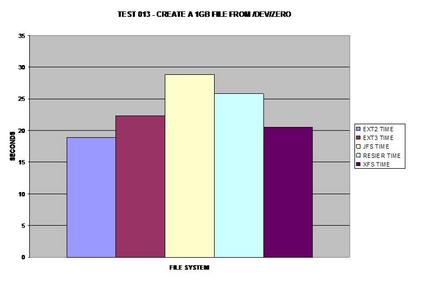 TEST 013 - CREATE A 1GB FILE FROM /DEV/ZERO
35
30
25
20
15
10
5
0
SECONDS
FILE SYSTEM
EXT2 TIME
EXT3 TIME
JFS TIME
RESIER TIME
XFS TIME